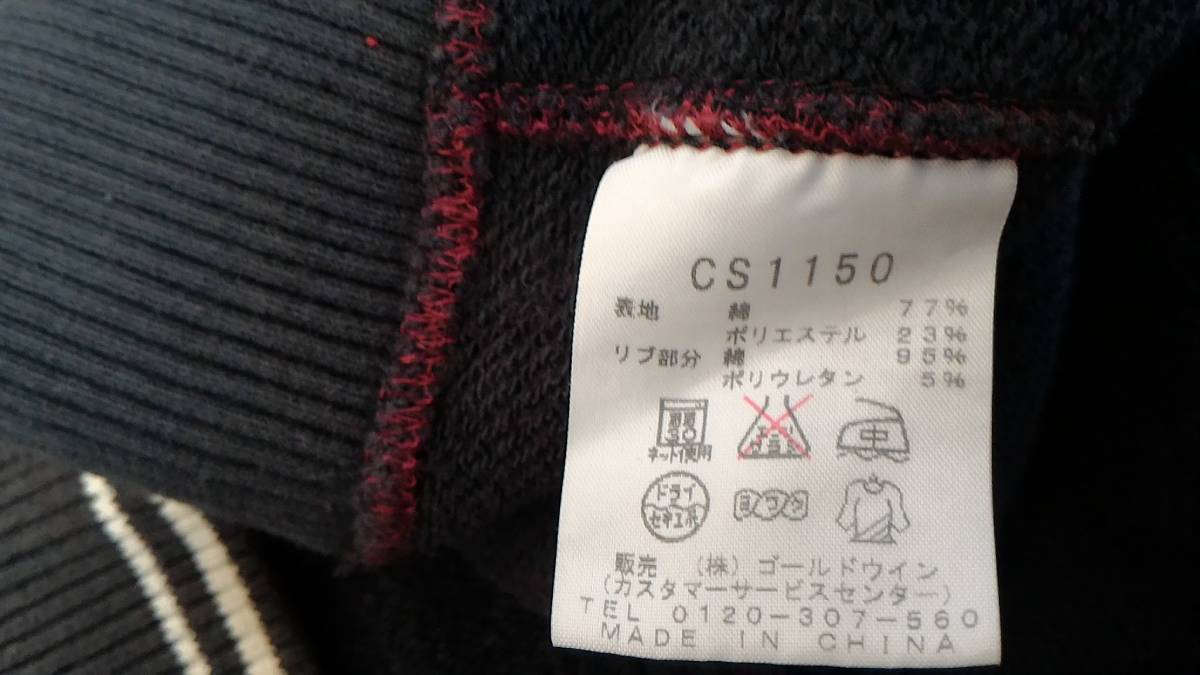 CS1150
表地 綿 77%
ポリエステル 23%
リブ部分 綿 95%
ポリウレタン 5%
30
ネット使用
中
ドライ
セキユ系
ヨワク
販売 (株)ゴールドウイン
(カスタマーサービスセンター)
TEL 0120-307-560
MADE IN CHINA